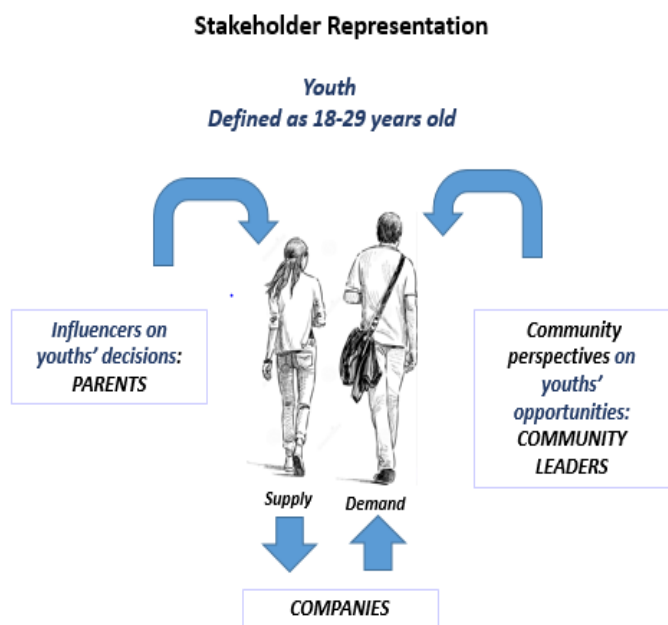 Stakeholder Representation
Youth
Defined as 18-29 years old
Influencers on
youths' decisions:
PARENTS
Community
perspectives on
youths'
opportunities:
COMMUNITY
LEADERS
Supply
Demand
COMPANIES